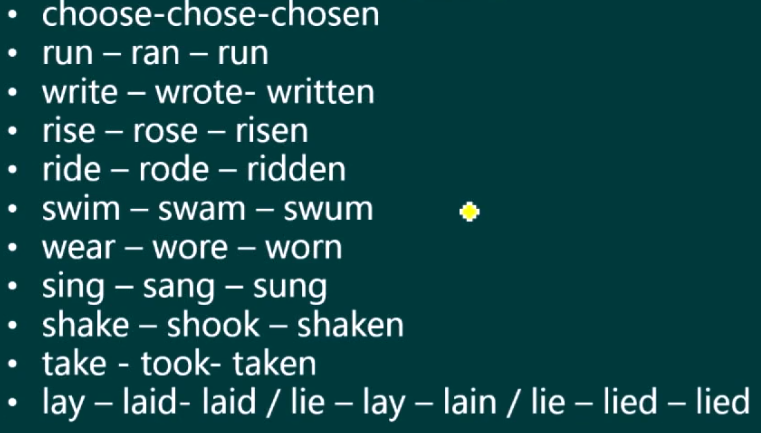 • choose-chose-chosen
• run – ran – run
• write – wrote- written
• rise – rose – risen
• ride – rode – ridden
• swim – swam – swum
• wear – wore – worn
• sing – sang – sung
• shake – shook – shaken
• take - took- taken
• lay – laid- laid / lie – lay – lain / lie – lied – lied